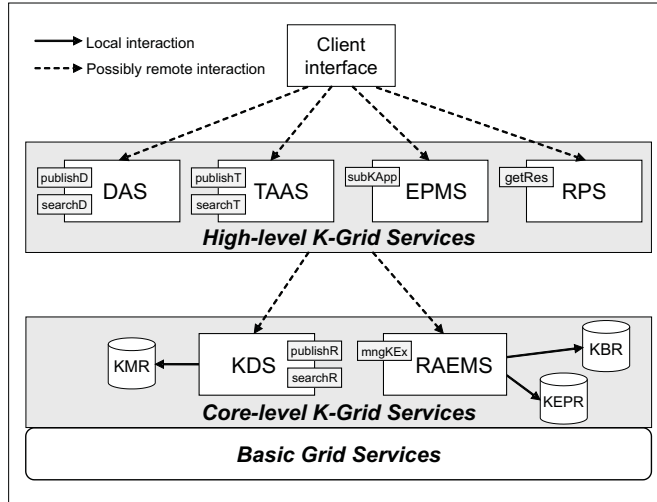 Local interaction
Possibly remote interaction
Client
interface
publishD
searchD
DAS
publishT
searchT
TAAS
subKApp
EPMS
getRes
RPS
High-level K-Grid Services
KMR
KDS
publishR
searchR
mngKEx
RAEMS
KBR
KEPR
Core-level K-Grid Services
Basic Grid Services